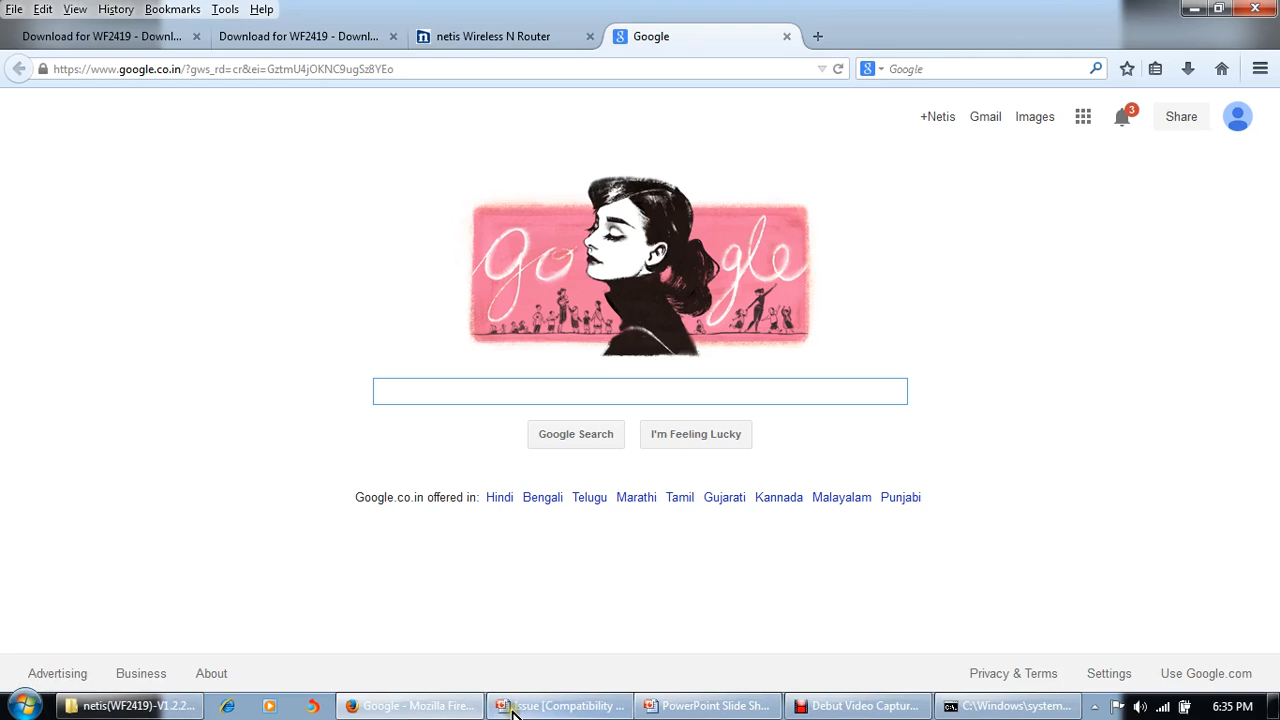 File Edit View History Bookmarks Tools Help
Download for WF2419 - Downl... Download for WF2419 - Downl... netis Wireless N Router Google
https://www.google.co.in/?gws_rd=cr&ei=GztmU4jOKNC9ugSz8YEo Google
+Netis Gmail Images 3 Share
Google
Google Search I'm Feeling Lucky
Google.co.in offered in: Hindi Bengali Telugu Marathi Tamil Gujarati Kannada Malayalam Punjabi
Advertising Business About Privacy & Terms Settings Use Google.com
netis(WF2419)-V1.2.2... Google - Mozilla Fire... Issue [Compatibility ... PowerPoint Slide Sh... Debut Video Captur... C:\Windows\system... 6:35 PM